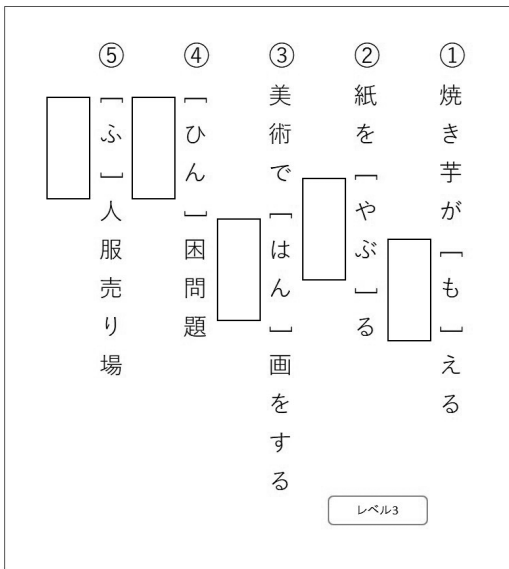 ①焼き芋が[も]える
②紙を[やぶ]る
③美術で[はん]画をする
④[ひん]困問題
⑤[ふ]人服売り場
レベル3